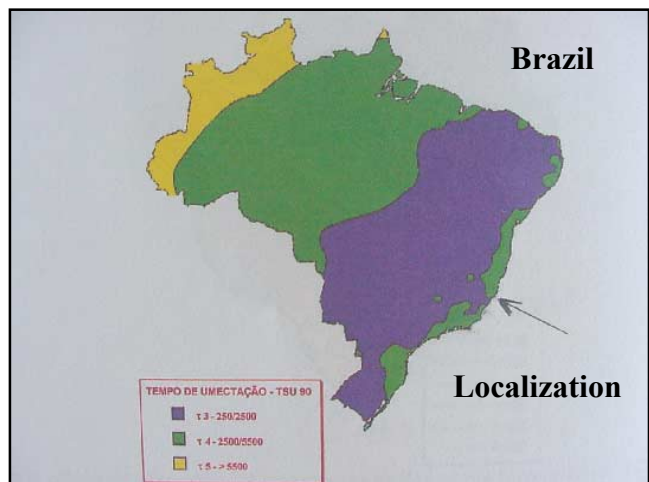 Brazil
Localization
TEMPO DE UMECTAÇÃO - TSU 90
τ 3 - 250/2500
τ 4 - 2500/5500
τ 5 - > 5500